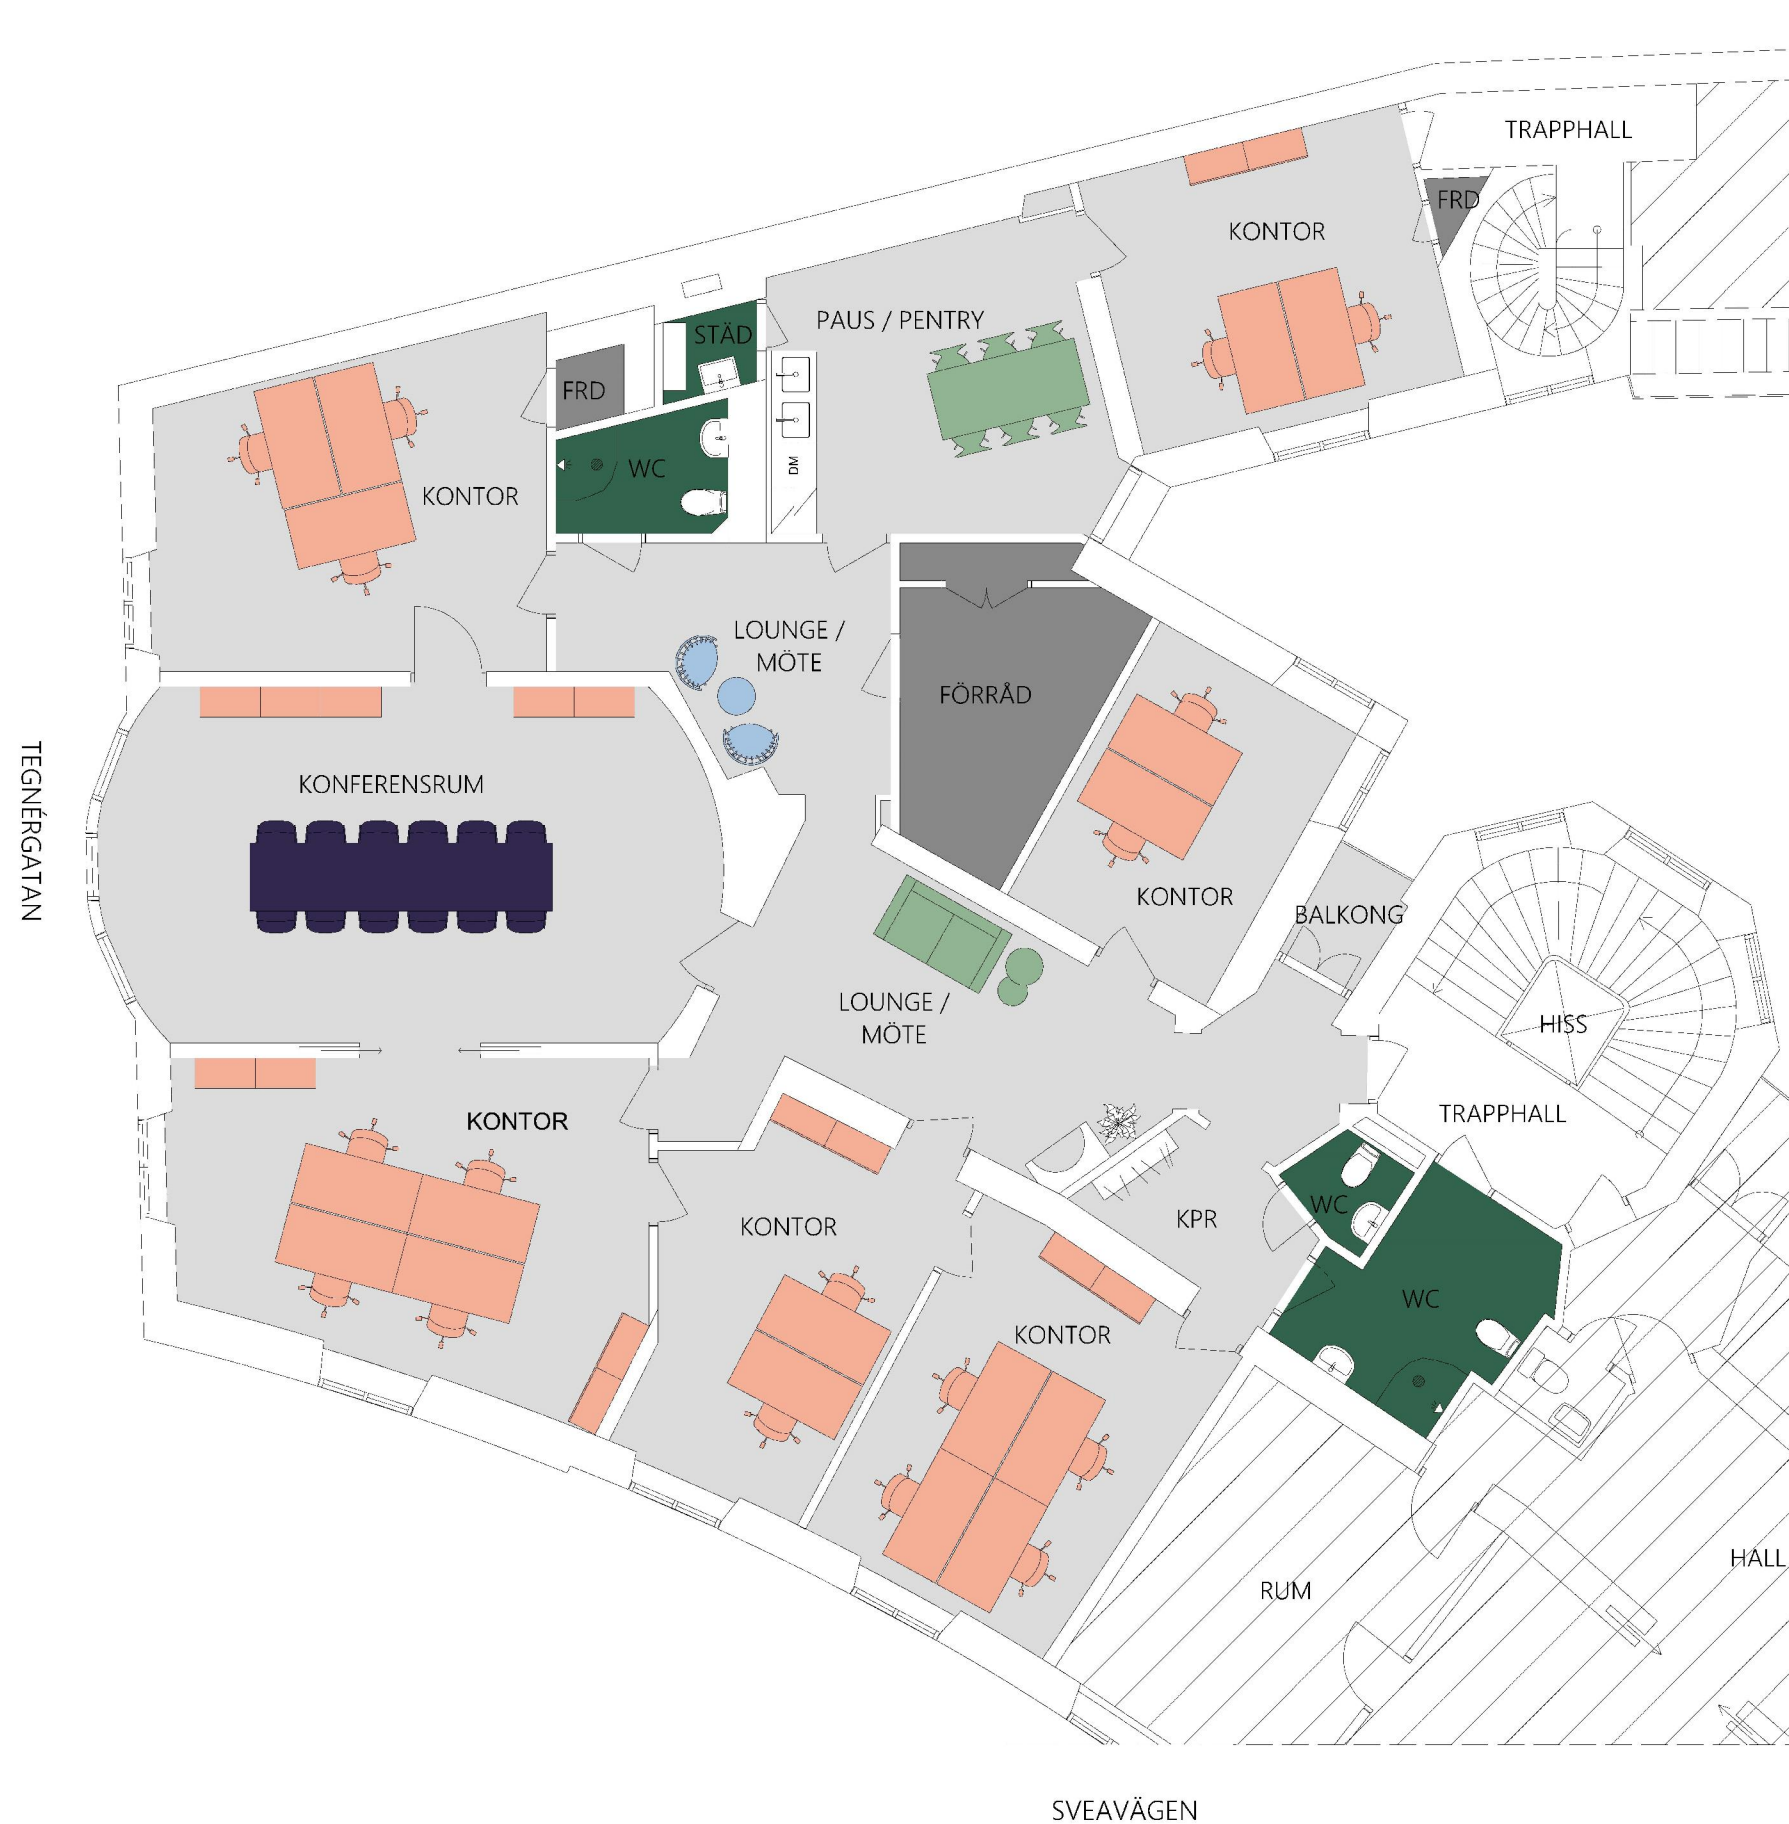 TRAPPHALL
FRD
KONTOR
PAUS / PENTRY
STÄD
FRD
WC
DM
KONTOR
LOUNGE /
MÖTE
FÖRRÅD
KONFERENSRUM
TEGNÉRGATAN
KONTOR
BALKONG
LOUNGE /
MÖTE
HISS
TRAPPHALL
KONTOR
WC
KPR
KONTOR
WC
KONTOR
HALL
RUM
SVEAVÄGEN